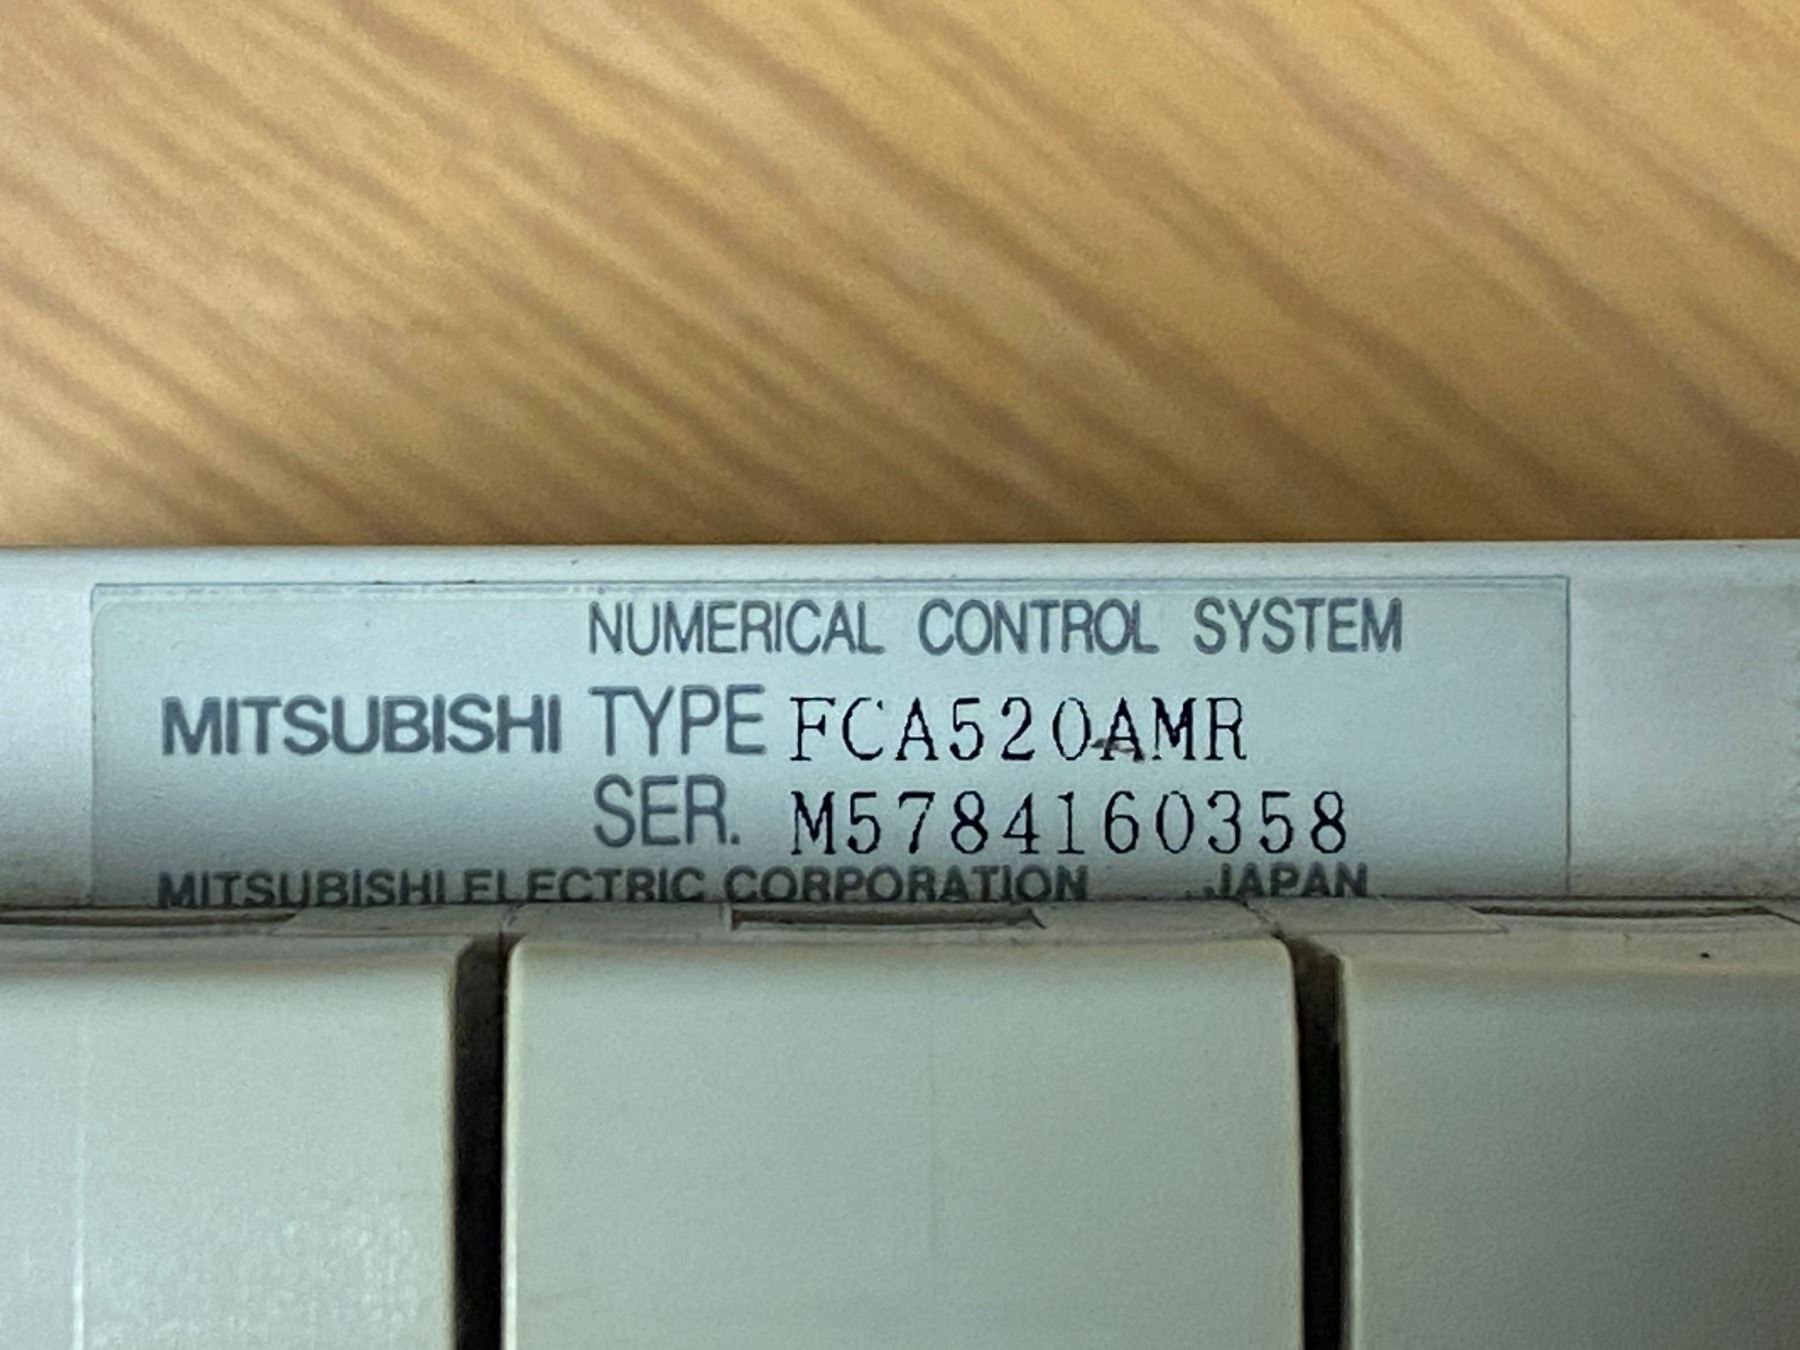 NUMERICAL CONTROL SYSTEM
MITSUBISHI TYPE FCA520AMR
SER. M5784160358
MITSUBISHI ELECTRIC CORPORATION JAPAN